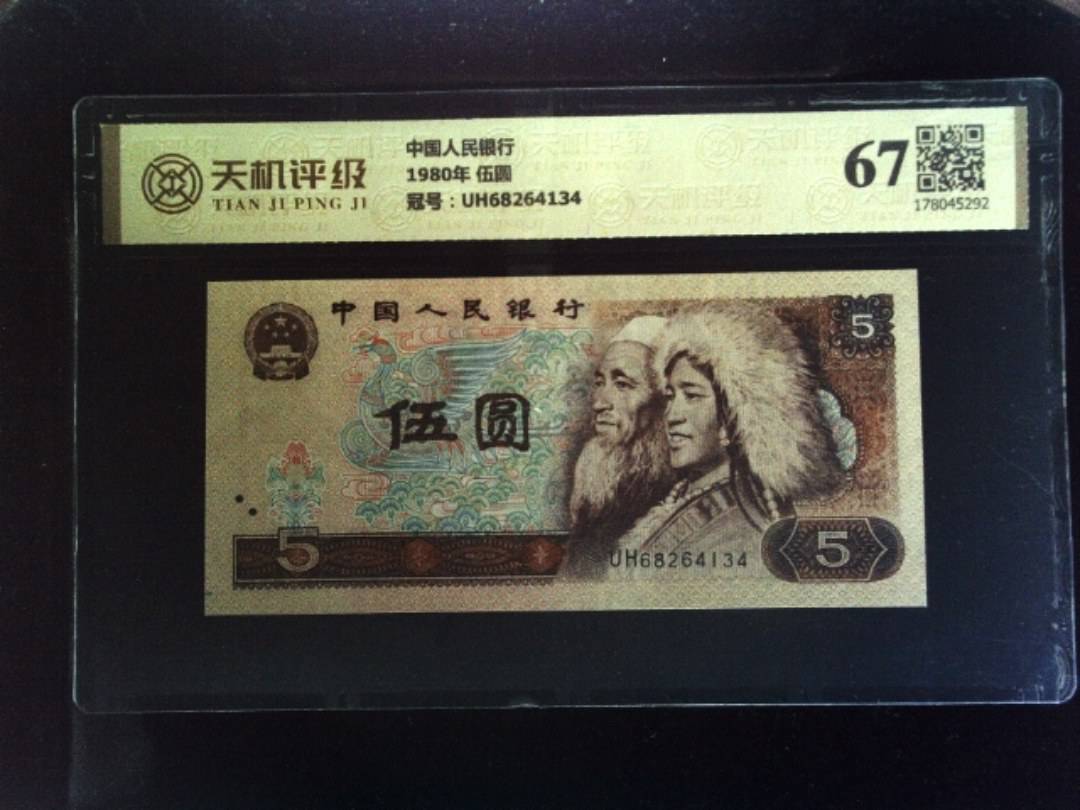 天机评级
TIAN JI PING JI
中国人民银行
1980年 伍圆
冠号：UH68264134
67
178045292
中国人民银行
5
伍圆
5
UH68264134
5